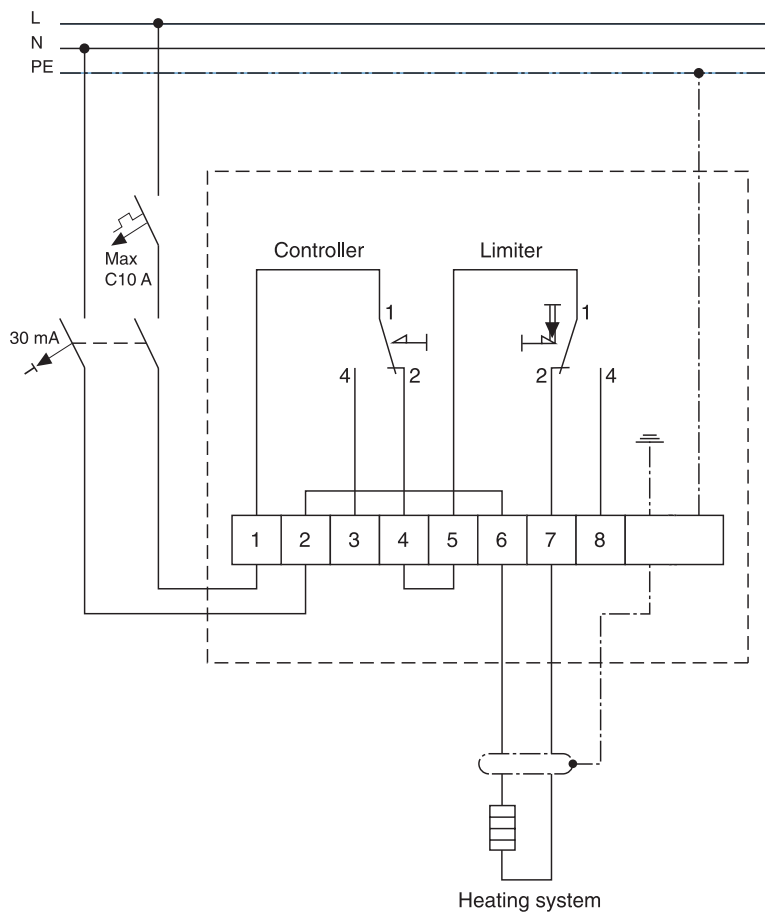 L
N
PE
Max
C10 A
30 mA
Controller
Limiter
1
1
4
2
2
4
1 2 3 4 5 6 7 8
Heating system